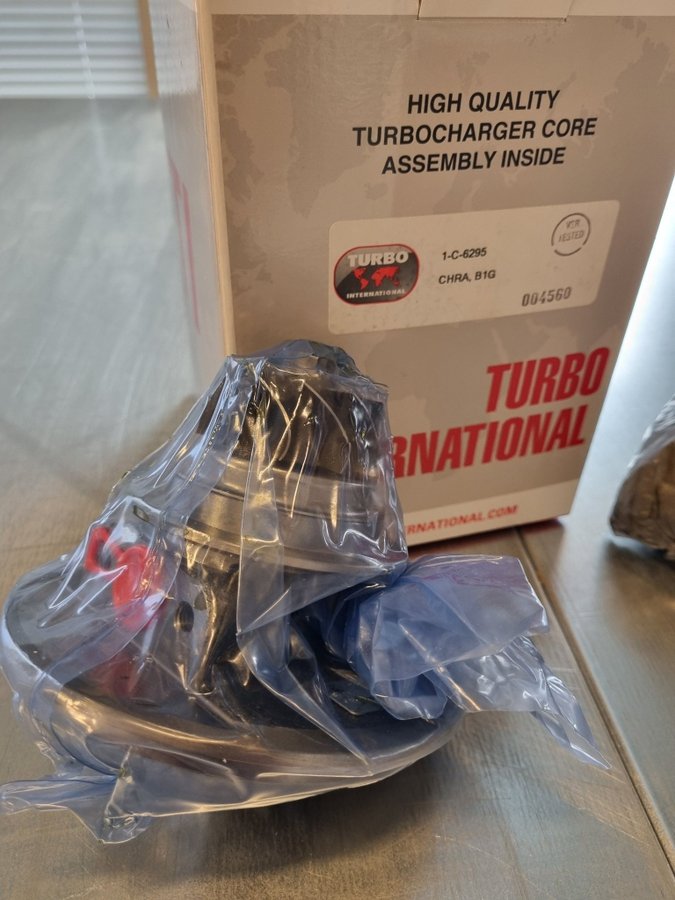 HIGH QUALITY
TURBOCHARGER CORE
ASSEMBLY INSIDE
TURBO
INTERNATIONAL
1-C-6295
CHRA, B1G
VSR
TESTED
004560
TURBO
RNATIONAL
RNATIONAL.COM